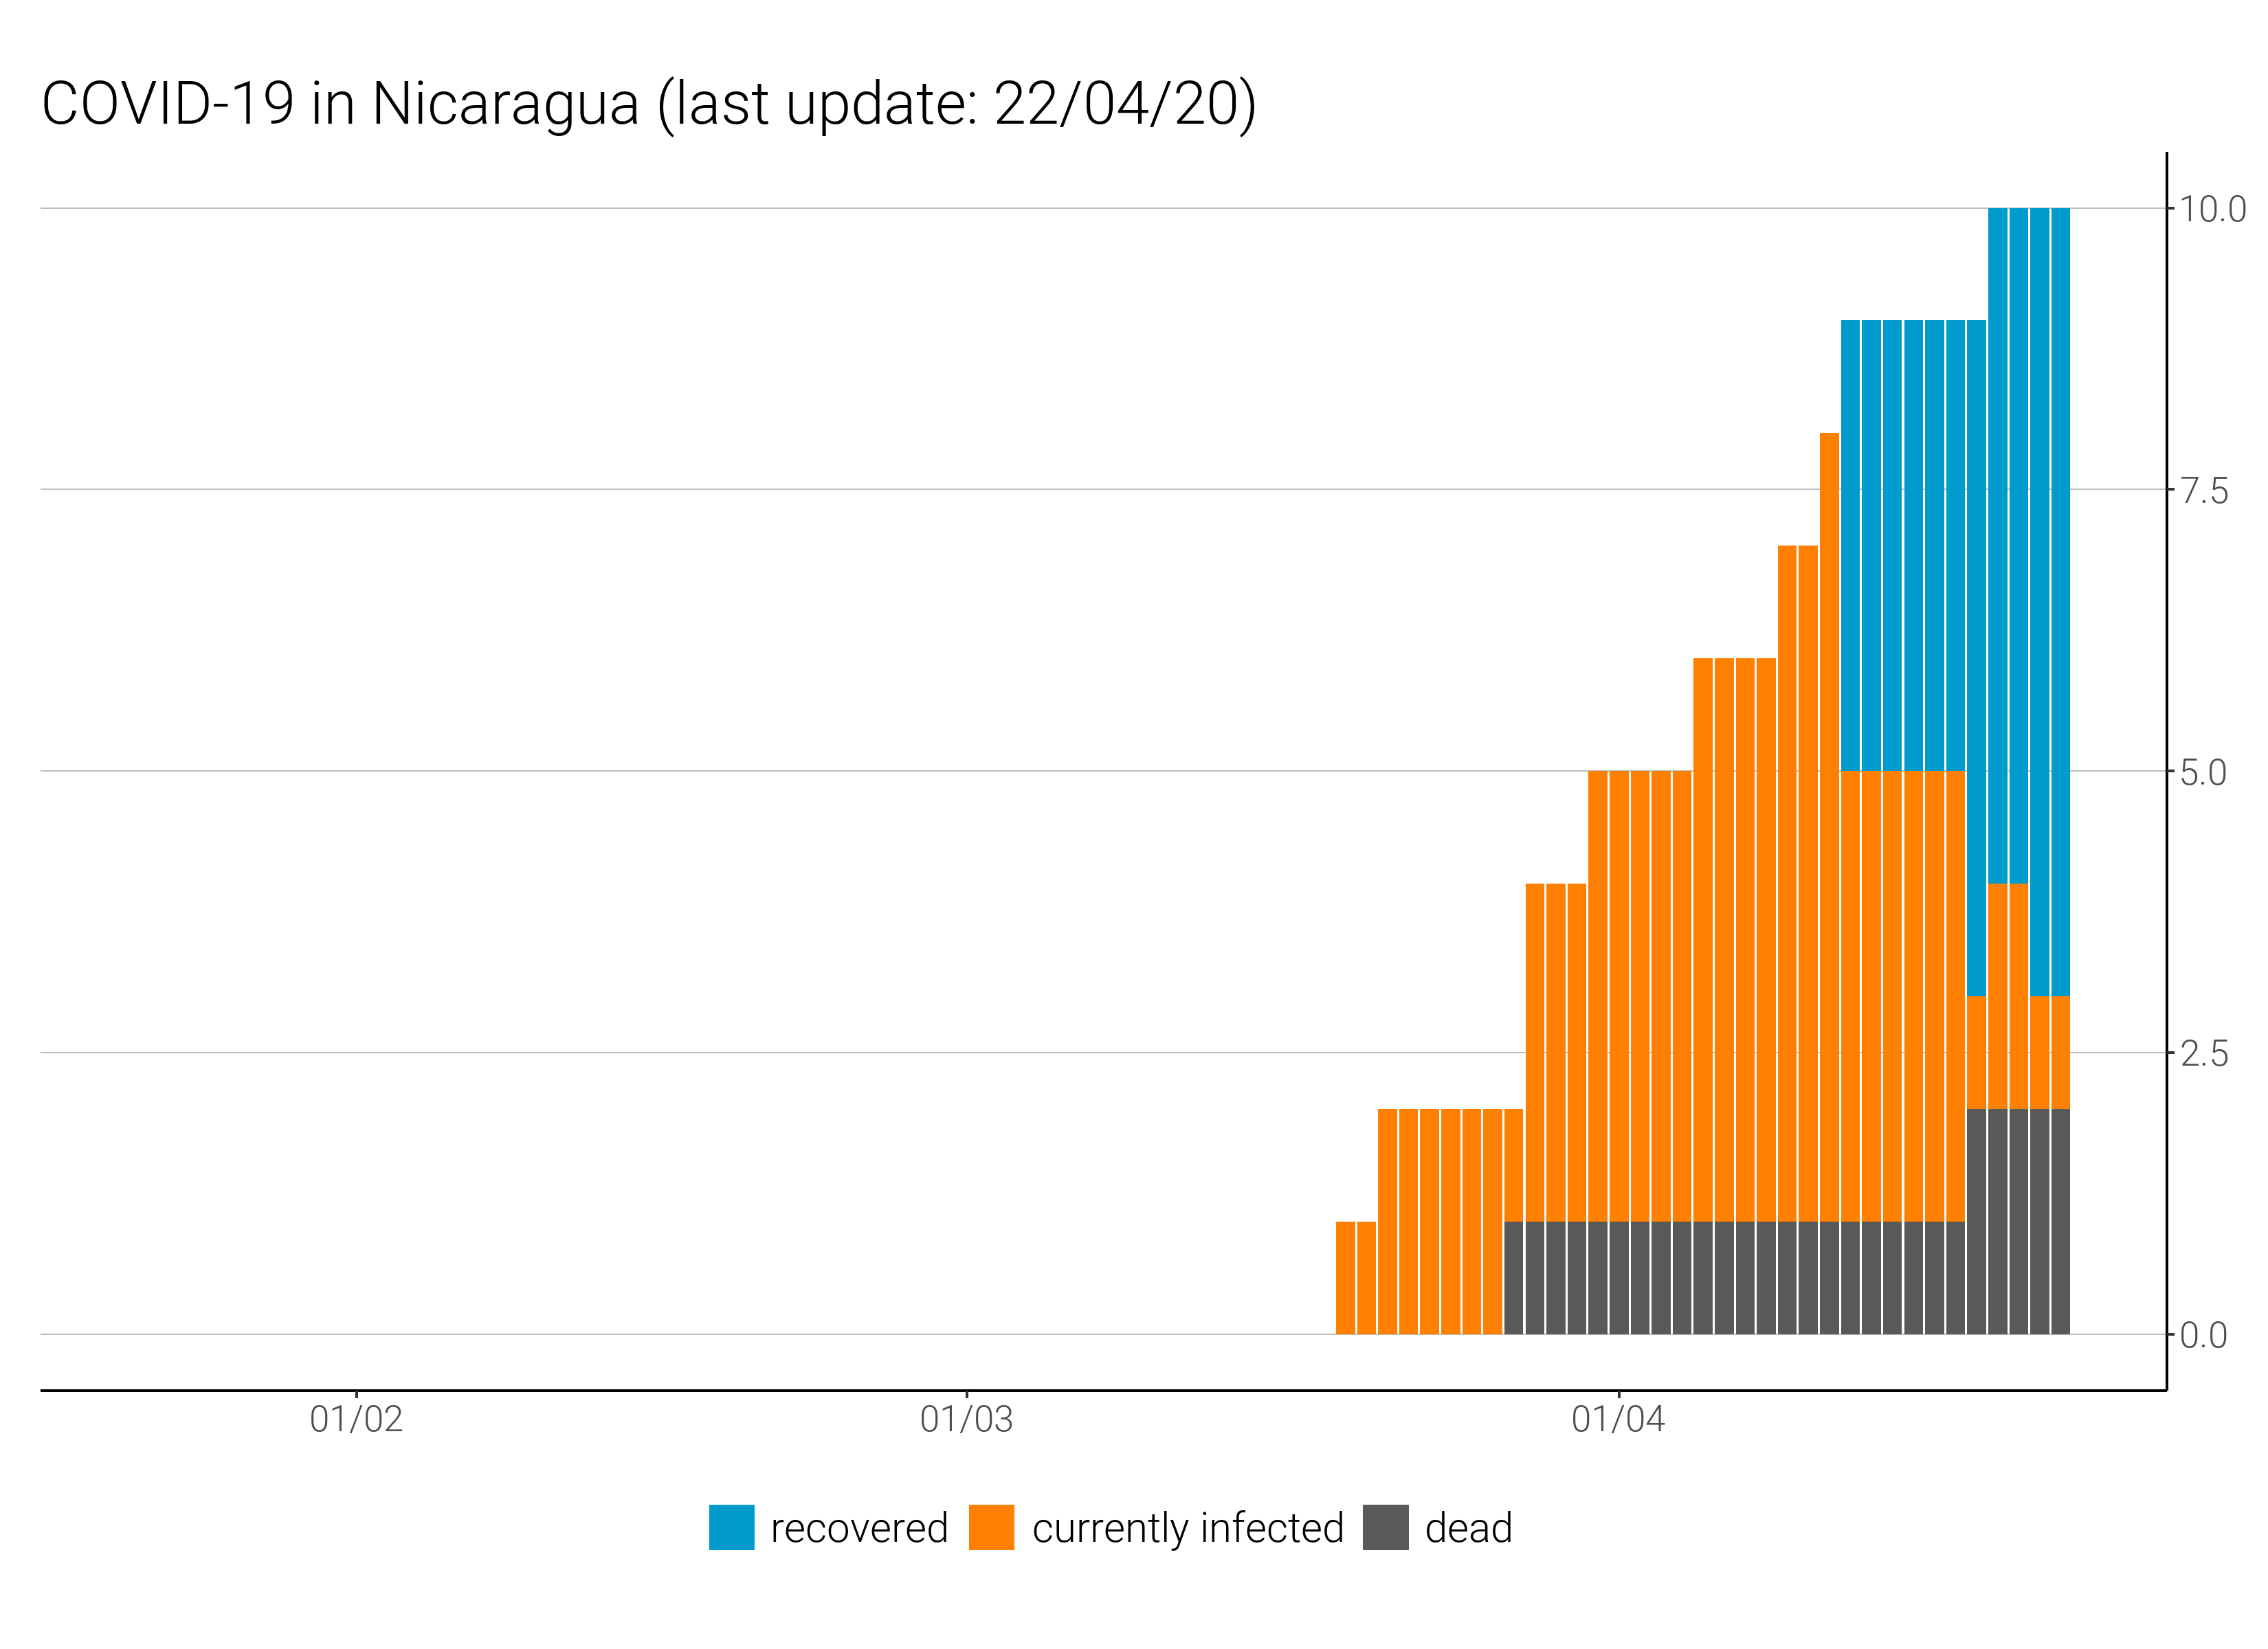 COVID-19 in Nicaragua (last update: 22/04/20)
10.0
7.5
5.0
2.5
0.0
01/02 01/03 01/04
recovered currently infected dead